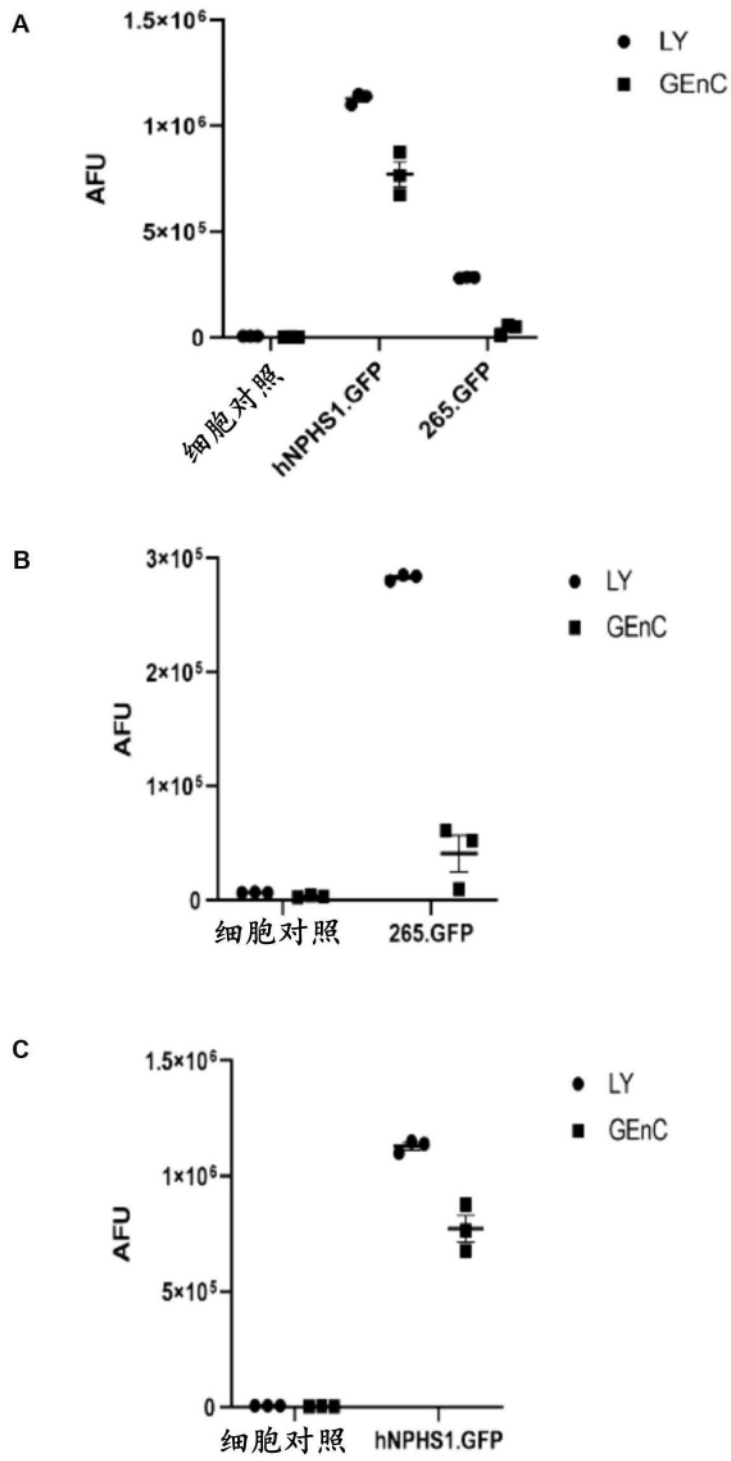 A
1.5×10⁶
1×10⁶
5×10⁵
0
AFU
LY
GEnC
细胞对照
hNPHS1.GFP
265.GFP
B
3×10⁵
2×10⁵
1×10⁵
0
AFU
LY
GEnC
细胞对照
265.GFP
C
1.5×10⁶
1×10⁶
5×10⁵
0
AFU
LY
GEnC
细胞对照
hNPHS1.GFP